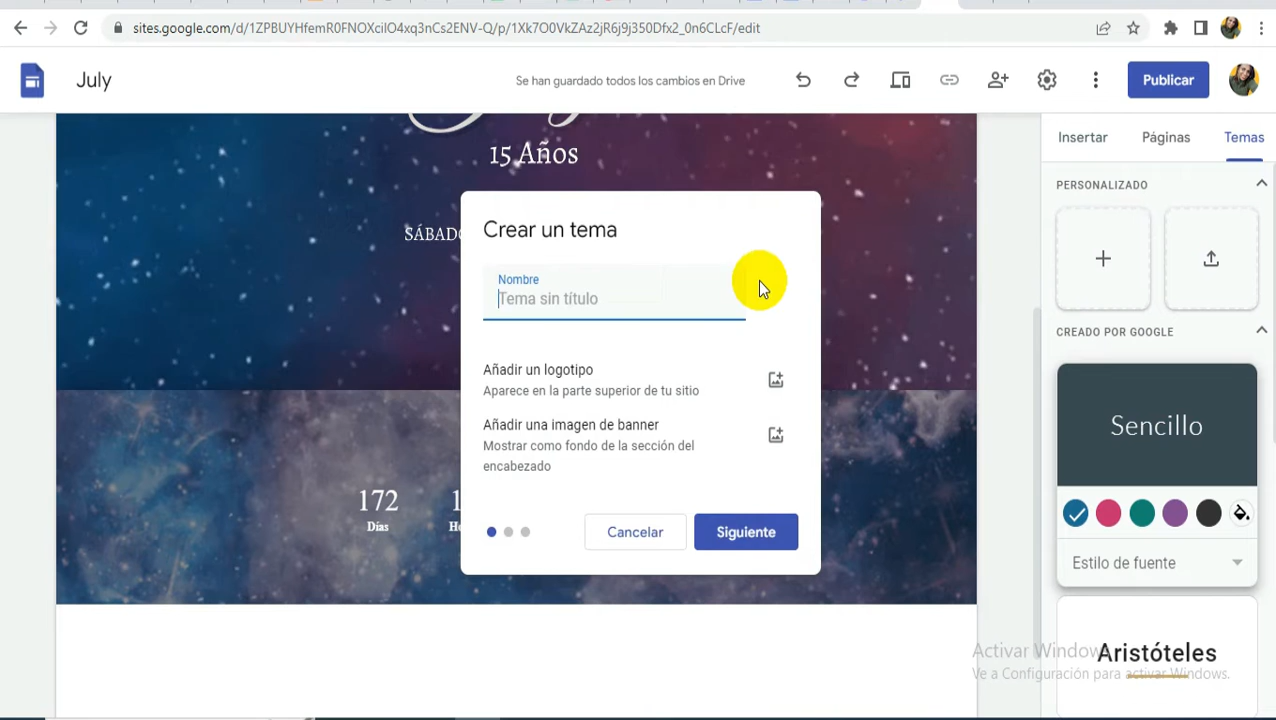 sites.google.com/d/1ZPBUYHfemR0FNOXcilO4xq3nCs2ENV-Q/p/1Xk7O0VkZAz2jR6j9j350Dfx2_0n6CLcF/edit
July
Se han guardado todos los cambios en Drive
Publicar
Insertar
Páginas
Temas
15 Años
SÁBADO
PERSONALIZADO
CREADO POR GOOGLE
Crear un tema
Nombre
Tema sin título
Añadir un logotipo
Aparece en la parte superior de tu sitio
Añadir una imagen de banner
Mostrar como fondo de la sección del
encabezado
Cancelar
Siguiente
172
Días
Sencillo
Estilo de fuente
Aristóteles
Activar Windows
Ve a Configuración para activar Windows.